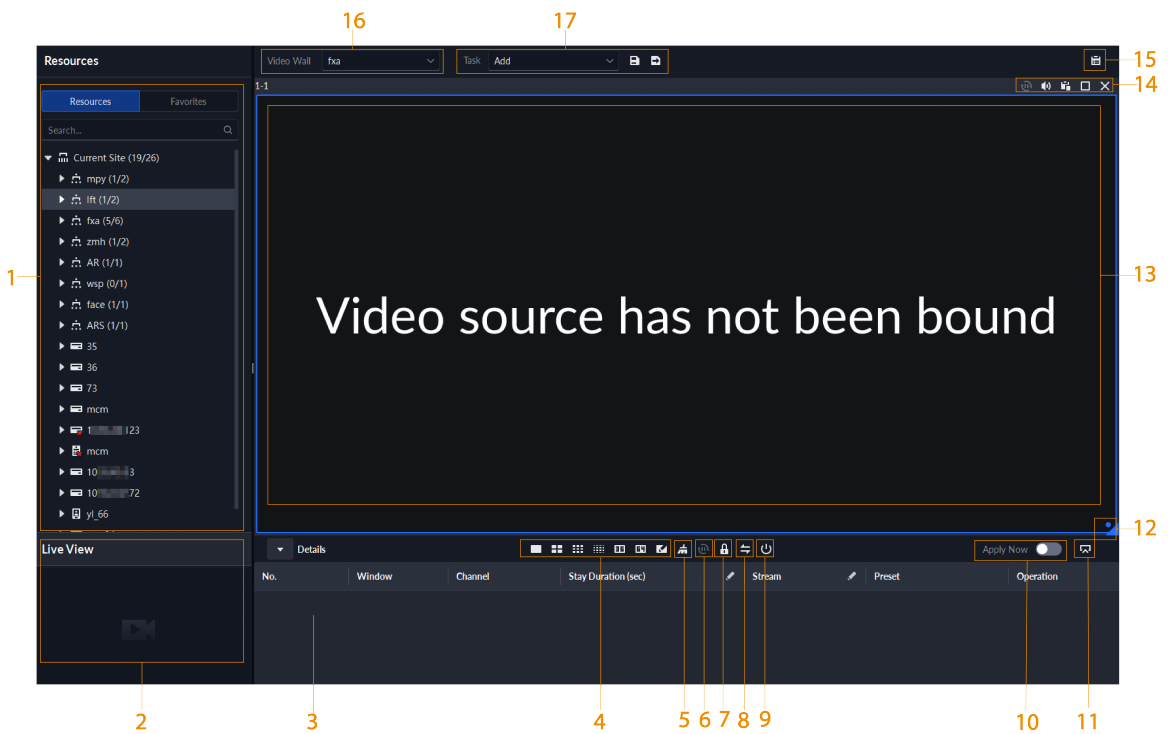 16
17
Resources
Video Wall fxa
Task Add
15
1-1
14
Resources Favorites
Search...
Current Site (19/26)
mpy (1/2)
lft (1/2)
fxa (5/6)
zmh (1/2)
AR (1/1)
1
wsp (0/1)
13
face (1/1)
Video source has not been bound
ARS (1/1)
35
36
73
mcm
1 123
mcm
10 3
10 72
yl_66
12
Live View
Details
Apply Now
No. Window Channel Stay Duration (sec) Stream Preset Operation
2 3 4 5 6 7 8 9 10 11